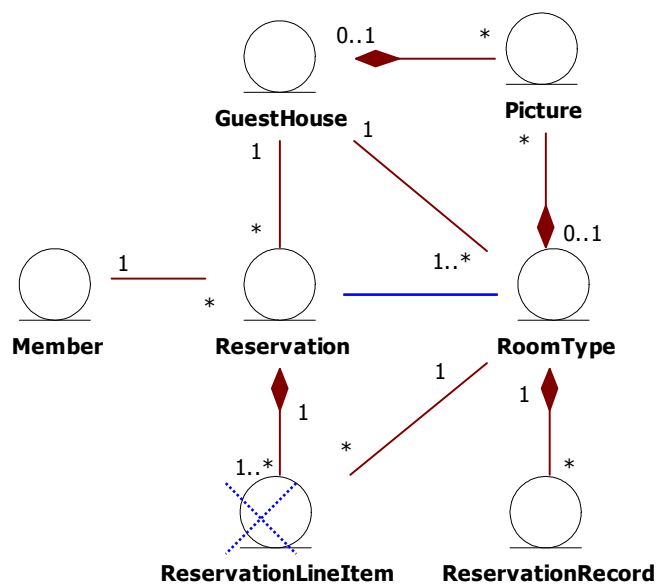 0..1 *
GuestHouse Picture
1 1 *
* 1..* 0..1
1
*
Member Reservation RoomType
1 1 1
1..* * *
ReservationLineItem ReservationRecord